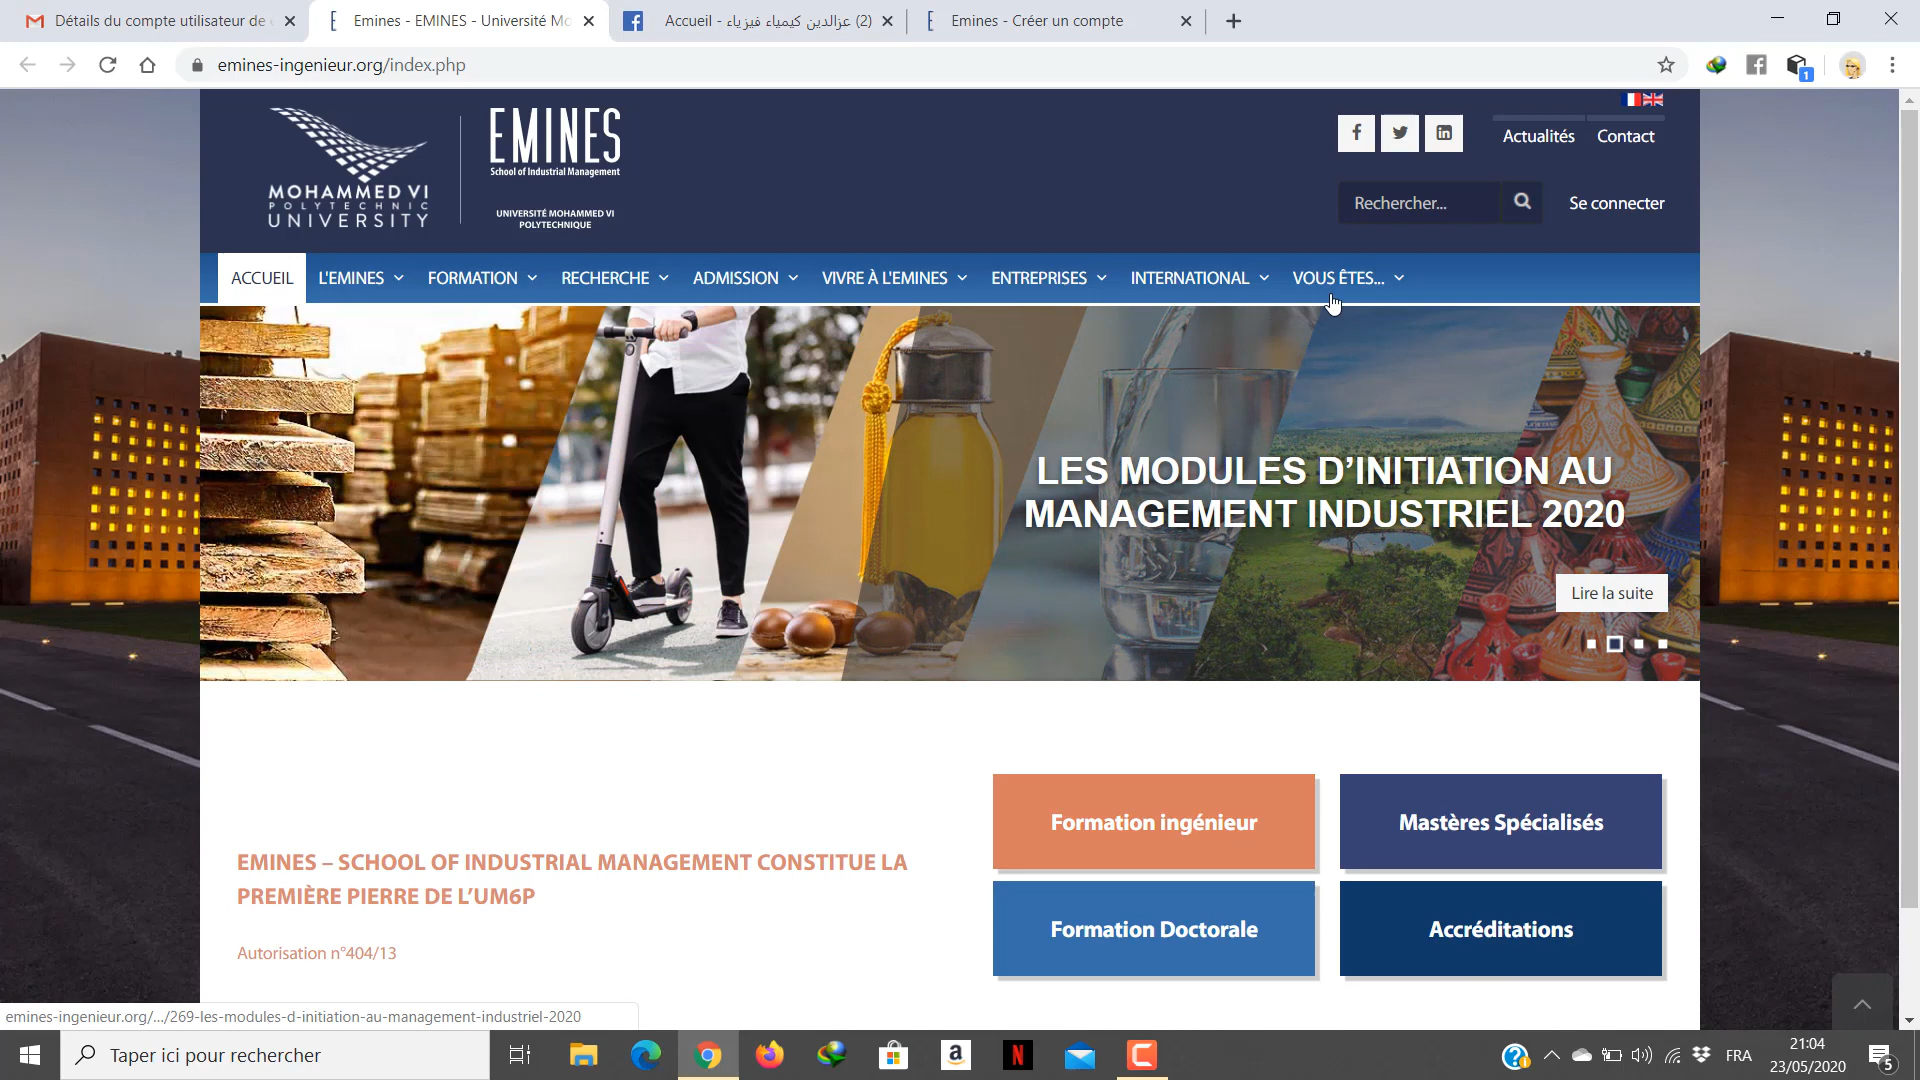 Détails du compte utilisateur de
Emines - EMINES - Université Mo
Accueil - عزالدين كيمياء فيزياء (2)
Emines - Créer un compte
emines-ingenieur.org/index.php
1
MOHAMMED VI
POLYTECHNIC
UNIVERSITY
EMINES
School of Industrial Management
UNIVERSITÉ MOHAMMED VI
POLYTECHNIQUE
Actualités
Contact
Rechercher...
Se connecter
ACCUEIL
L'EMINES
FORMATION
RECHERCHE
ADMISSION
VIVRE À L'EMINES
ENTREPRISES
INTERNATIONAL
VOUS ÊTES...
LES MODULES D’INITIATION AU
MANAGEMENT INDUSTRIEL 2020
Lire la suite
Formation ingénieur
Mastères Spécialisés
Formation Doctorale
Accréditations
EMINES – SCHOOL OF INDUSTRIAL MANAGEMENT CONSTITUE LA
PREMIÈRE PIERRE DE L’UM6P
Autorisation n°404/13
emines-ingenieur.org/.../269-les-modules-d-initiation-au-management-industriel-2020
Taper ici pour rechercher
FRA
21:04
23/05/2020
5